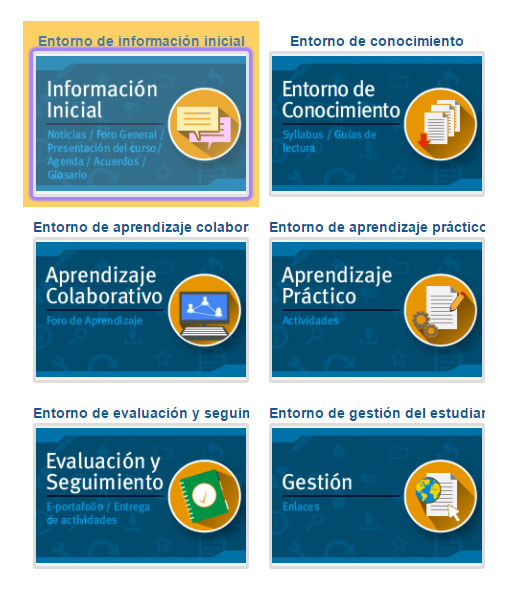 Entorno de información inicial
Información
Inicial
Noticias / Foro General /
Presentación del curso/
Agenda / Acuerdos /
Glosario
Entorno de conocimiento
Entorno de
Conocimiento
Syllabus / Guías de
lectura
Entorno de aprendizaje colabor
Aprendizaje
Colaborativo
Foro de Aprendizaje
Entorno de aprendizaje práctico
Aprendizaje
Práctico
Actividades
Entorno de evaluación y seguin
Evaluación y
Seguimiento
E-portafolio / Entrega
de actividades
Entorno de gestión del estudiar
Gestión
Enlaces